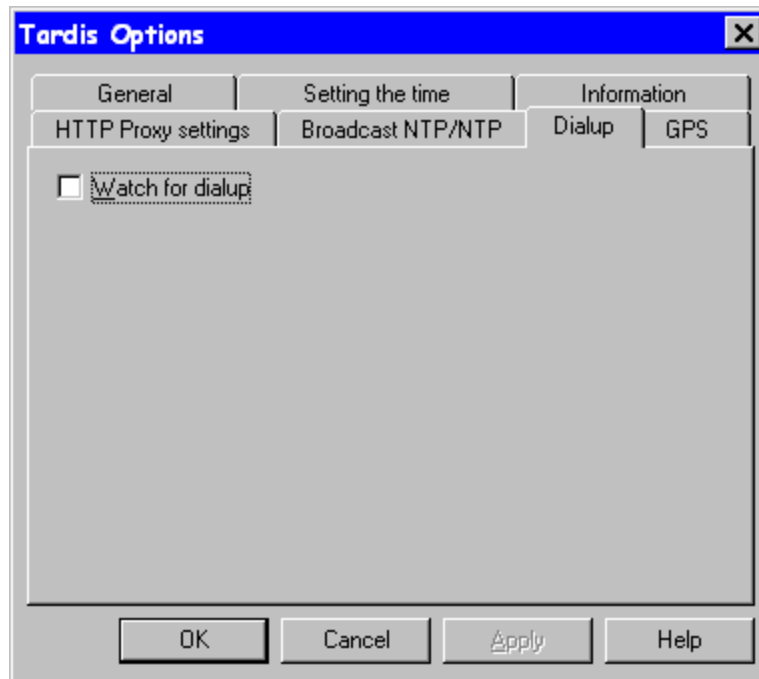 Tardis Options
General Setting the time Information
HTTP Proxy settings Broadcast NTP/NTP Dialup GPS
Watch for dialup
OK Cancel Apply Help